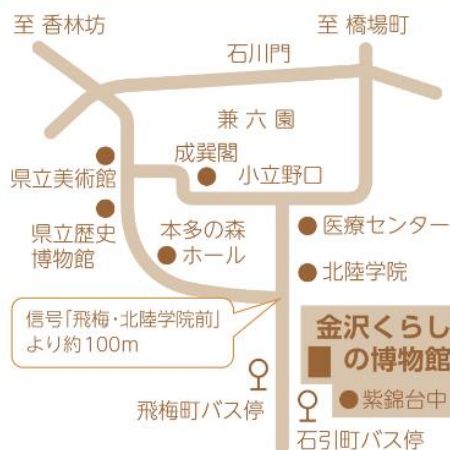 至 香林坊
至 橋場町
石川門
兼六園
成巽閣
小立野口
県立美術館
県立歴史
博物館
本多の森
ホール
医療センター
北陸学院
信号「飛梅・北陸学院前」
より約100m
金沢くらし
の博物館
紫錦台中
飛梅町バス停
石引町バス停